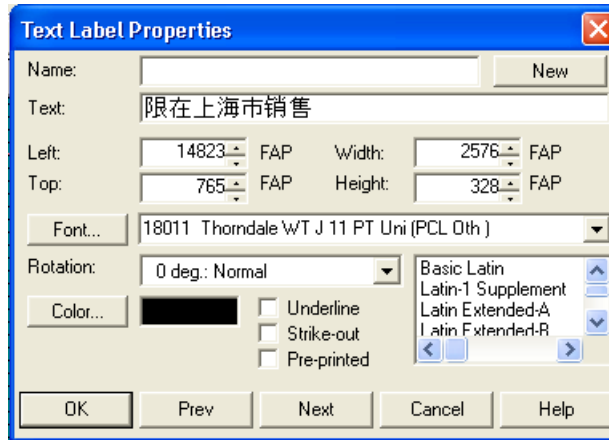 Text Label Properties
Name: New
Text: 限在上海市销售
Left: 14823 FAP Width: 2576 FAP
Top: 765 FAP Height: 328 FAP
Font... 18011 Thorndale WT J 11 PT Uni (PCL Oth )
Rotation: 0 deg.: Normal
Basic Latin
Latin-1 Supplement
Latin Extended-A
Latin Extended-B
Color...
Underline
Strike-out
Pre-printed
OK Prev Next Cancel Help